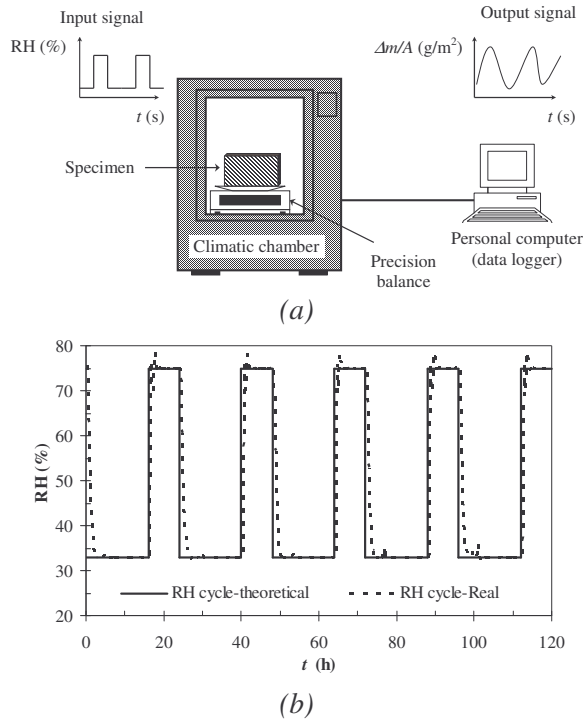 Input signal
RH (%)
t (s)
Output signal
Δm/A (g/m²)
t (s)
Specimen
Climatic chamber
Precision
balance
Personal computer
(data logger)
(a)
RH (%)
80
70
60
50
40
30
20
RH cycle-theoretical
RH cycle-Real
0 20 40 60 80 100 120
t (h)
(b)